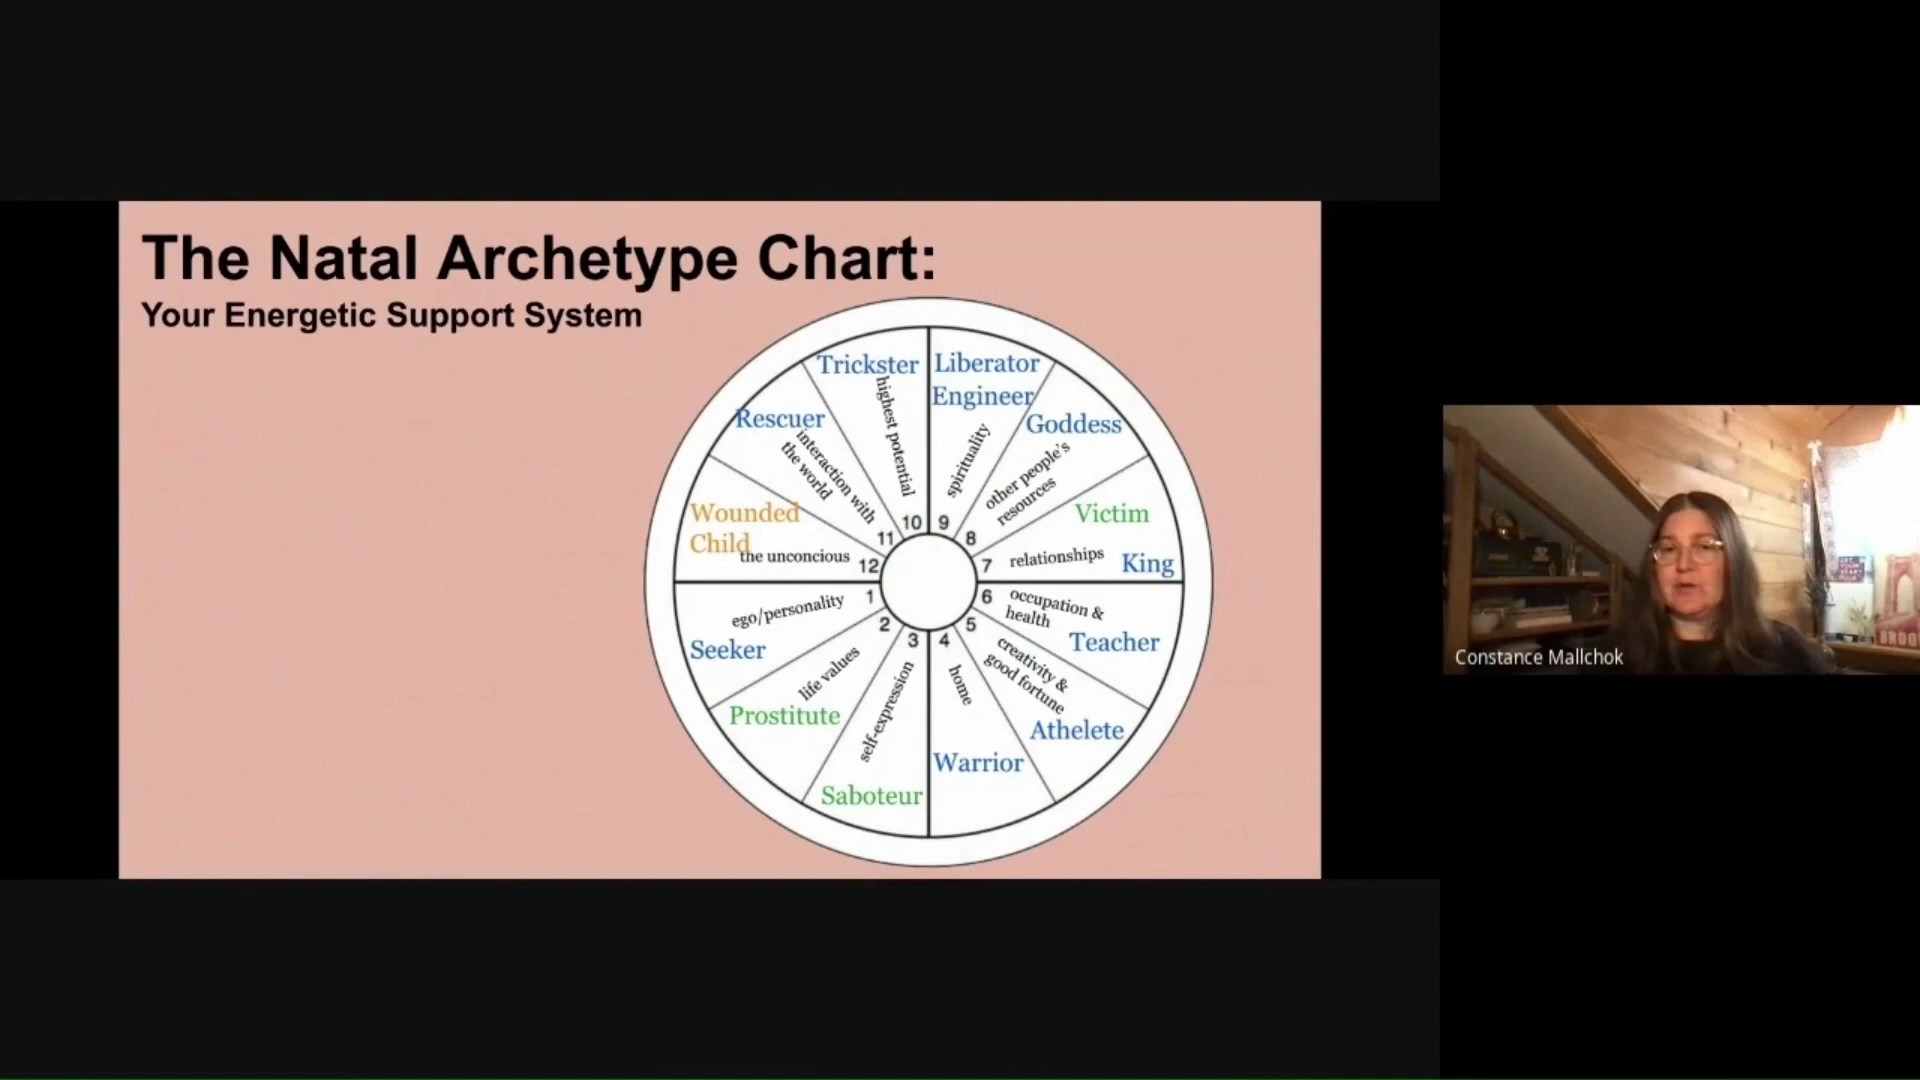 The Natal Archetype Chart:
Your Energetic Support System
Trickster
highest potential
10
Liberator
Engineer
spirituality
9
Goddess
other people's
resources
8
Victim
relationships
King
7
occupation &
health
Teacher
6
creativity &
good fortune
Athelete
5
home
Warrior
4
self-expression
Saboteur
3
life values
Prostitute
2
ego/personality
Seeker
1
Wounded
Child
the unconcious
12
Rescuer
interaction with
the world
11
Constance Mallchok